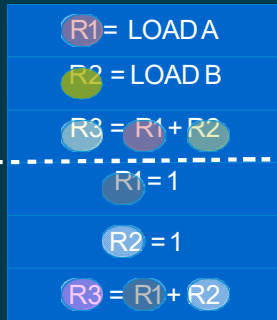 R1 = LOAD A
R2 = LOAD B
R3 = R1 + R2
R1 = 1
R2 = 1
R3 = R1 + R2